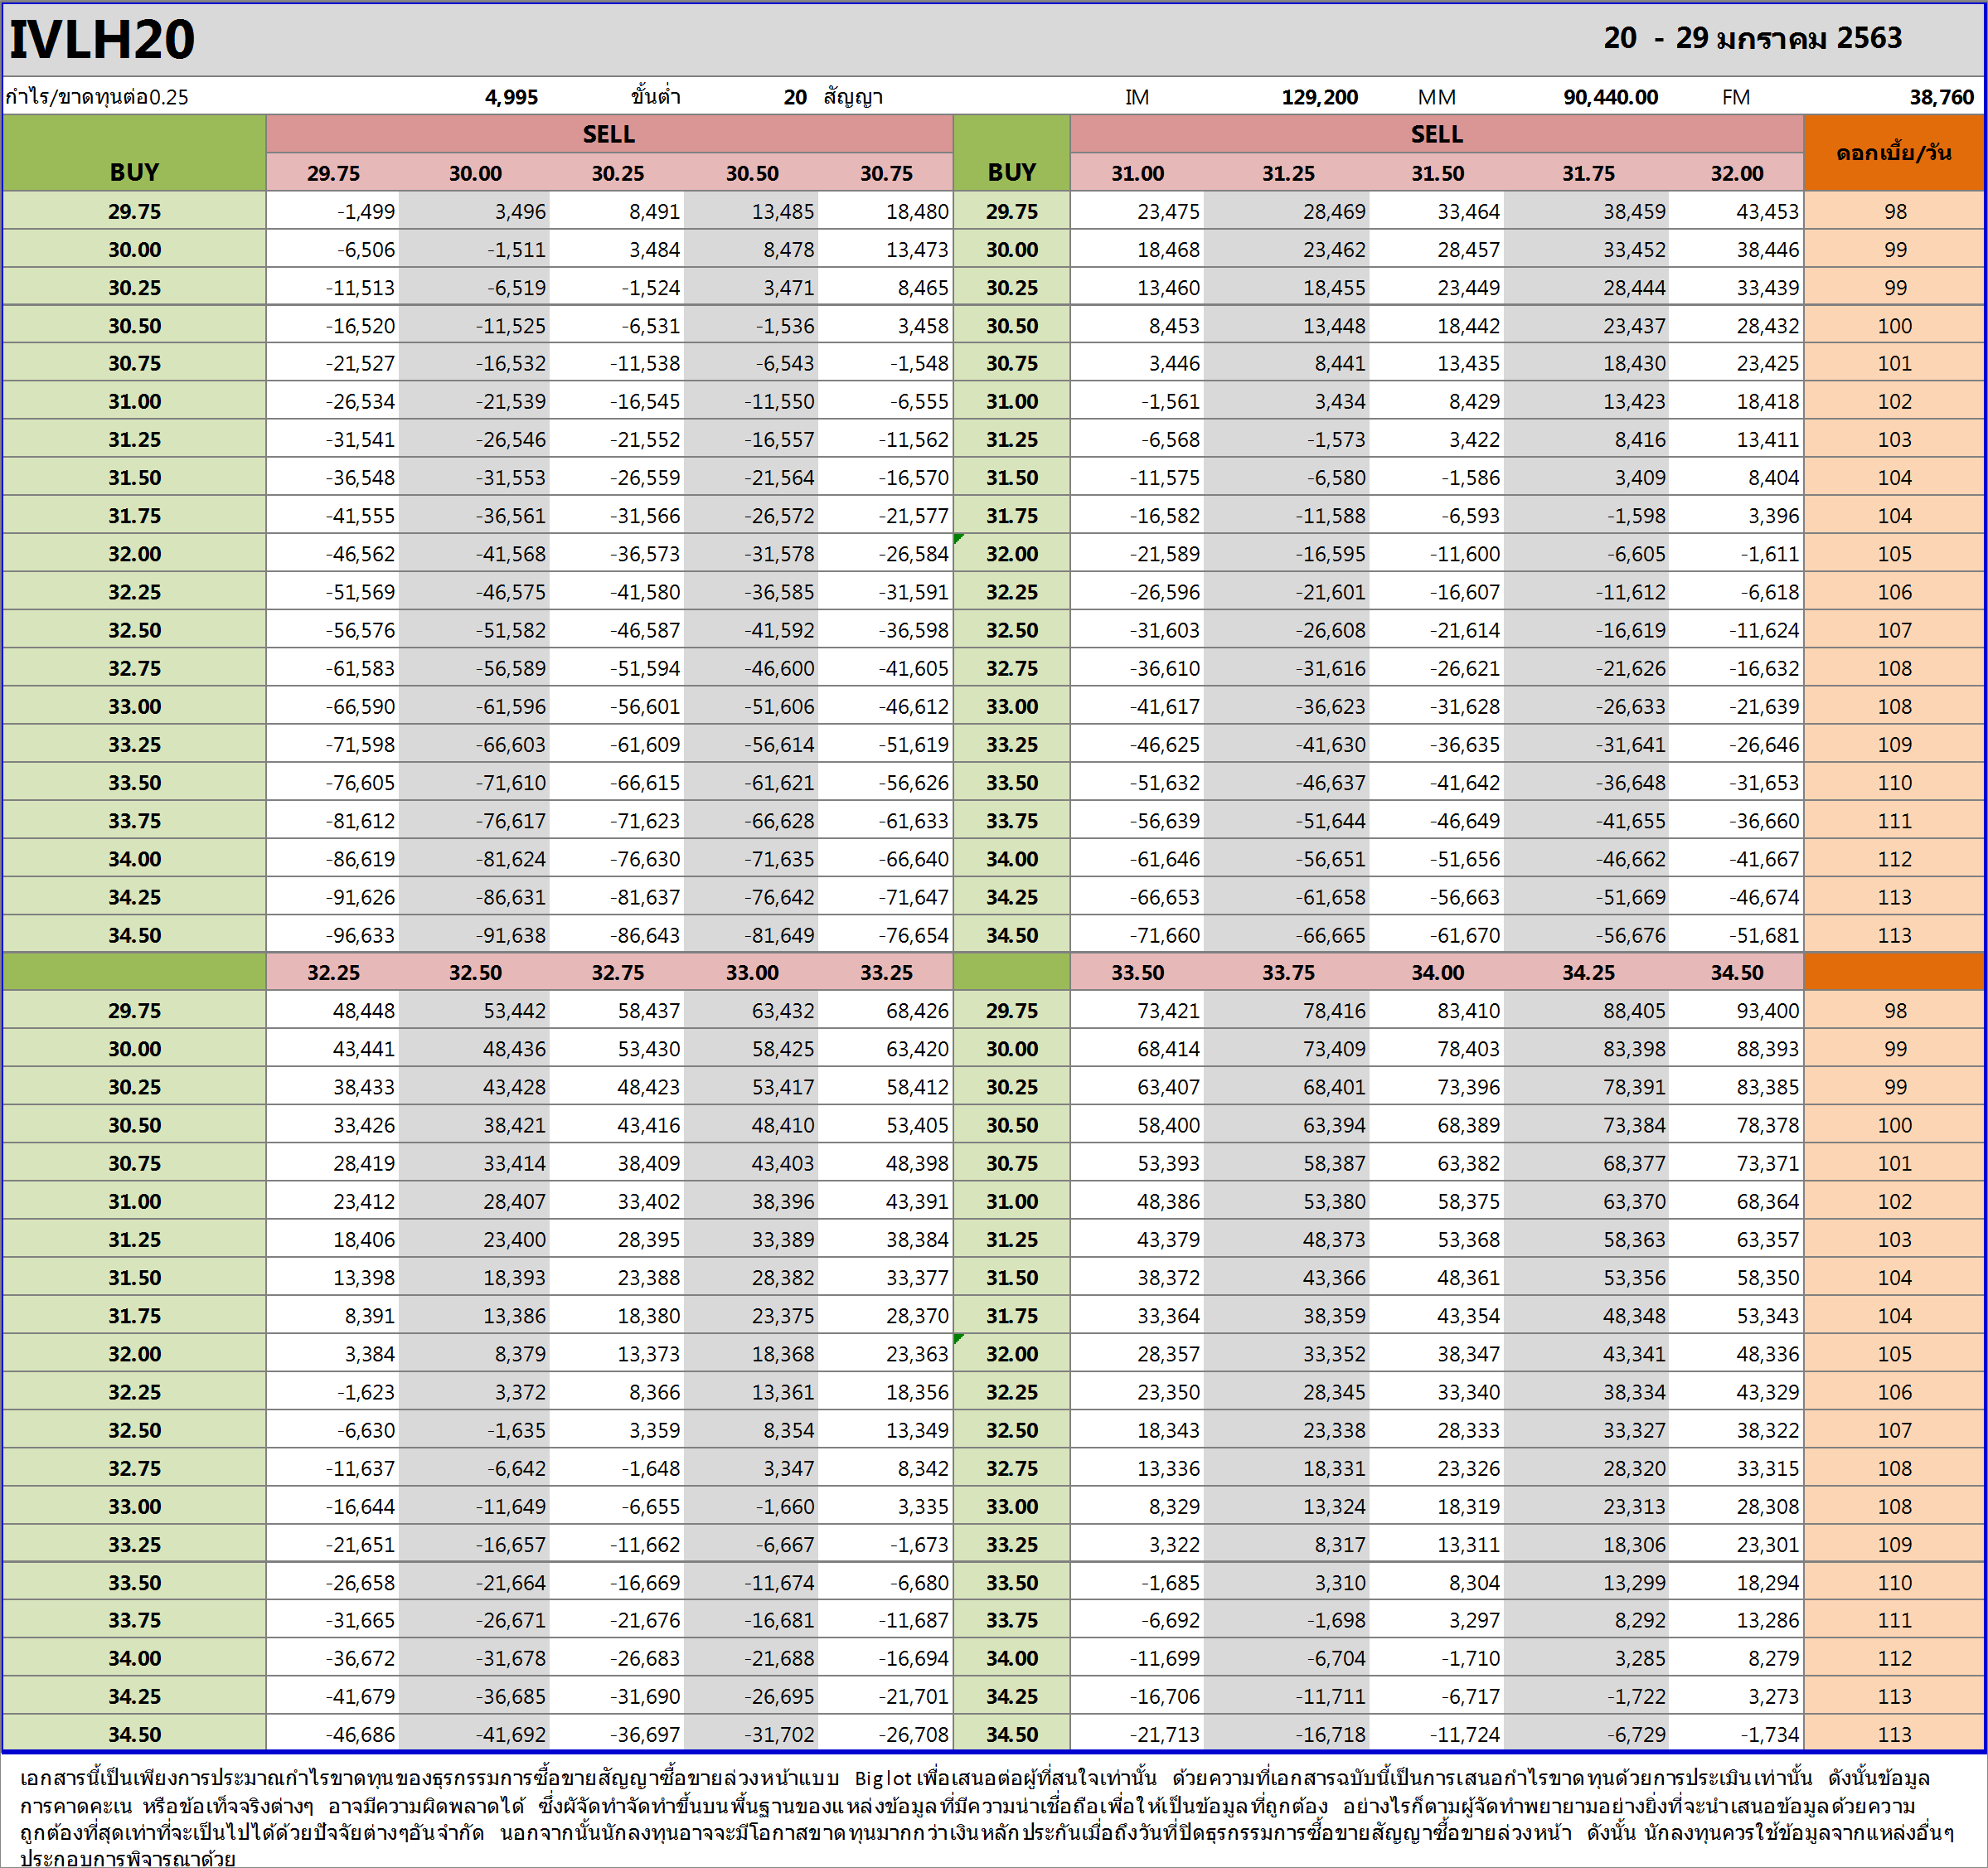 IVLH20 20 - 29 มกราคม 2563
กำไร/ขาดทุนต่อ0.25 4,995 ขั้นต่ำ 20 สัญญา IM 129,200 MM 90,440.00 FM 38,760
BUY SELL BUY SELL ดอกเบี้ย/วัน
29.75 30.00 30.25 30.50 30.75 31.00 31.25 31.50 31.75 32.00
29.75 -1,499 3,496 8,491 13,485 18,480 29.75 23,475 28,469 33,464 38,459 43,453 98
30.00 -6,506 -1,511 3,484 8,478 13,473 30.00 18,468 23,462 28,457 33,452 38,446 99
30.25 -11,513 -6,519 -1,524 3,471 8,465 30.25 13,460 18,455 23,449 28,444 33,439 99
30.50 -16,520 -11,525 -6,531 -1,536 3,458 30.50 8,453 13,448 18,442 23,437 28,432 100
30.75 -21,527 -16,532 -11,538 -6,543 -1,548 30.75 3,446 8,441 13,435 18,430 23,425 101
31.00 -26,534 -21,539 -16,545 -11,550 -6,555 31.00 -1,561 3,434 8,429 13,423 18,418 102
31.25 -31,541 -26,546 -21,552 -16,557 -11,562 31.25 -6,568 -1,573 3,422 8,416 13,411 103
31.50 -36,548 -31,553 -26,559 -21,564 -16,570 31.50 -11,575 -6,580 -1,586 3,409 8,404 104
31.75 -41,555 -36,561 -31,566 -26,572 -21,577 31.75 -16,582 -11,588 -6,593 -1,598 3,396 104
32.00 -46,562 -41,568 -36,573 -31,578 -26,584 32.00 -21,589 -16,595 -11,600 -6,605 -1,611 105
32.25 -51,569 -46,575 -41,580 -36,585 -31,591 32.25 -26,596 -21,601 -16,607 -11,612 -6,618 106
32.50 -56,576 -51,582 -46,587 -41,592 -36,598 32.50 -31,603 -26,608 -21,614 -16,619 -11,624 107
32.75 -61,583 -56,589 -51,594 -46,600 -41,605 32.75 -36,610 -31,616 -26,621 -21,626 -16,632 108
33.00 -66,590 -61,596 -56,601 -51,606 -46,612 33.00 -41,617 -36,623 -31,628 -26,633 -21,639 108
33.25 -71,598 -66,603 -61,609 -56,614 -51,619 33.25 -46,625 -41,630 -36,635 -31,641 -26,646 109
33.50 -76,605 -71,610 -66,615 -61,621 -56,626 33.50 -51,632 -46,637 -41,642 -36,648 -31,653 110
33.75 -81,612 -76,617 -71,623 -66,628 -61,633 33.75 -56,639 -51,644 -46,649 -41,655 -36,660 111
34.00 -86,619 -81,624 -76,630 -71,635 -66,640 34.00 -61,646 -56,651 -51,656 -46,662 -41,667 112
34.25 -91,626 -86,631 -81,637 -76,642 -71,647 34.25 -66,653 -61,658 -56,663 -51,669 -46,674 113
34.50 -96,633 -91,638 -86,643 -81,649 -76,654 34.50 -71,660 -66,665 -61,670 -56,676 -51,681 113
32.25 32.50 32.75 33.00 33.25 33.50 33.75 34.00 34.25 34.50
29.75 48,448 53,442 58,437 63,432 68,426 29.75 73,421 78,416 83,410 88,405 93,400 98
30.00 43,441 48,436 53,430 58,425 63,420 30.00 68,414 73,409 78,403 83,398 88,393 99
30.25 38,433 43,428 48,423 53,417 58,412 30.25 63,407 68,401 73,396 78,391 83,385 99
30.50 33,426 38,421 43,416 48,410 53,405 30.50 58,400 63,394 68,389 73,384 78,378 100
30.75 28,419 33,414 38,409 43,403 48,398 30.75 53,393 58,387 63,382 68,377 73,371 101
31.00 23,412 28,407 33,402 38,396 43,391 31.00 48,386 53,380 58,375 63,370 68,364 102
31.25 18,406 23,400 28,395 33,389 38,384 31.25 43,379 48,373 53,368 58,363 63,357 103
31.50 13,398 18,393 23,388 28,382 33,377 31.50 38,372 43,366 48,361 53,356 58,350 104
31.75 8,391 13,386 18,380 23,375 28,370 31.75 33,364 38,359 43,354 48,348 53,343 104
32.00 3,384 8,379 13,373 18,368 23,363 32.00 28,357 33,352 38,347 43,341 48,336 105
32.25 -1,623 3,372 8,366 13,361 18,356 32.25 23,350 28,345 33,340 38,334 43,329 106
32.50 -6,630 -1,635 3,359 8,354 13,349 32.50 18,343 23,338 28,333 33,327 38,322 107
32.75 -11,637 -6,642 -1,648 3,347 8,342 32.75 13,336 18,331 23,326 28,320 33,315 108
33.00 -16,644 -11,649 -6,655 -1,660 3,335 33.00 8,329 13,324 18,319 23,313 28,308 108
33.25 -21,651 -16,657 -11,662 -6,667 -1,673 33.25 3,322 8,317 13,311 18,306 23,301 109
33.50 -26,658 -21,664 -16,669 -11,674 -6,680 33.50 -1,685 3,310 8,304 13,299 18,294 110
33.75 -31,665 -26,671 -21,676 -16,681 -11,687 33.75 -6,692 -1,698 3,297 8,292 13,286 111
34.00 -36,672 -31,678 -26,683 -21,688 -16,694 34.00 -11,699 -6,704 -1,710 3,285 8,279 112
34.25 -41,679 -36,685 -31,690 -26,695 -21,701 34.25 -16,706 -11,711 -6,717 -1,722 3,273 113
34.50 -46,686 -41,692 -36,697 -31,702 -26,708 34.50 -21,713 -16,718 -11,724 -6,729 -1,734 113
เอกสารนี้เป็นเพียงการประมาณกำไรขาดทุนของธุรกรรมการซื้อขายสัญญาซื้อขายล่วงหน้าแบบ Big lot เพื่อเสนอต่อผู้ที่สนใจเท่านั้น ด้วยความที่เอกสารฉบับนี้เป็นการเสนอกำไรขาดทุนด้วยการประเมินเท่านั้น ดังนั้นข้อมูล
การคาดคะเน หรือข้อเท็จจริงต่างๆ อาจมีความผิดพลาดได้ ซึ่งผัจัดทำจัดทำขึ้นบนพื้นฐานของแหล่งข้อมูลที่มีความน่าเชื่อถือเพื่อให้เป็นข้อมูลที่ถูกต้อง อย่างไรก็ตามผู้จัดทำพยายามอย่างยิ่งที่จะนำเสนอข้อมูลด้วยความ
ถูกต้องที่สุดเท่าที่จะเป็นไปได้ด้วยปัจจัยต่างๆอันจำกัด นอกจากนั้นนักลงทุนอาจจะมีโอกาสขาดทุนมากกว่าเงินหลักประกันเมื่อถึงวันที่ปิดธุรกรรมการซื้อขายสัญญาซื้อขายล่วงหน้า ดังนั้น นักลงทุนควรใช้ข้อมูลจากแหล่งอื่นๆ
ประกอบการพิจารณาด้วย